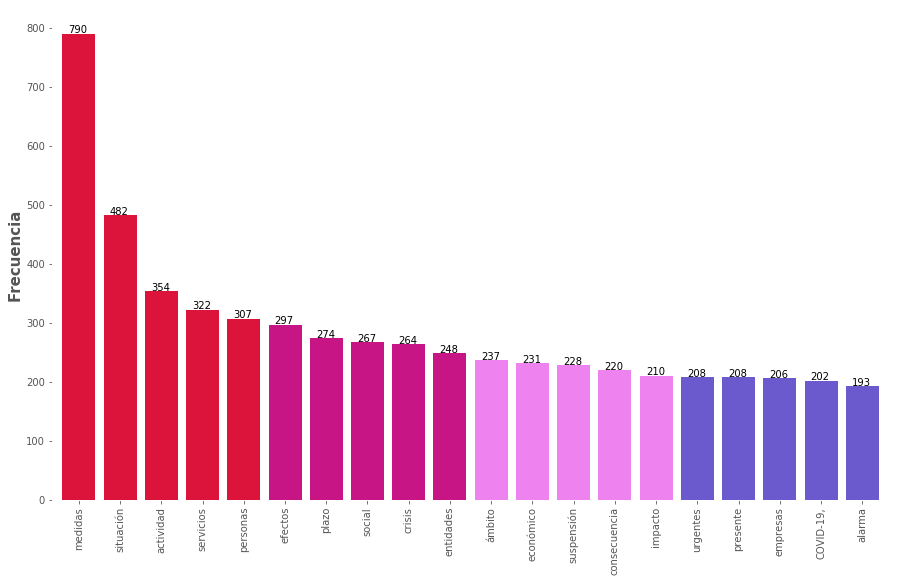 Frecuencia
800
700
600
500
400
300
200
100
0
790
482
354
322
307
297
274
267
264
248
237
231
228
220
210
208
208
206
202
193
medidas
situación
actividad
servicios
personas
efectos
plazo
social
crisis
entidades
ámbito
económico
suspensión
consecuencia
impacto
urgentes
presente
empresas
COVID-19,
alarma